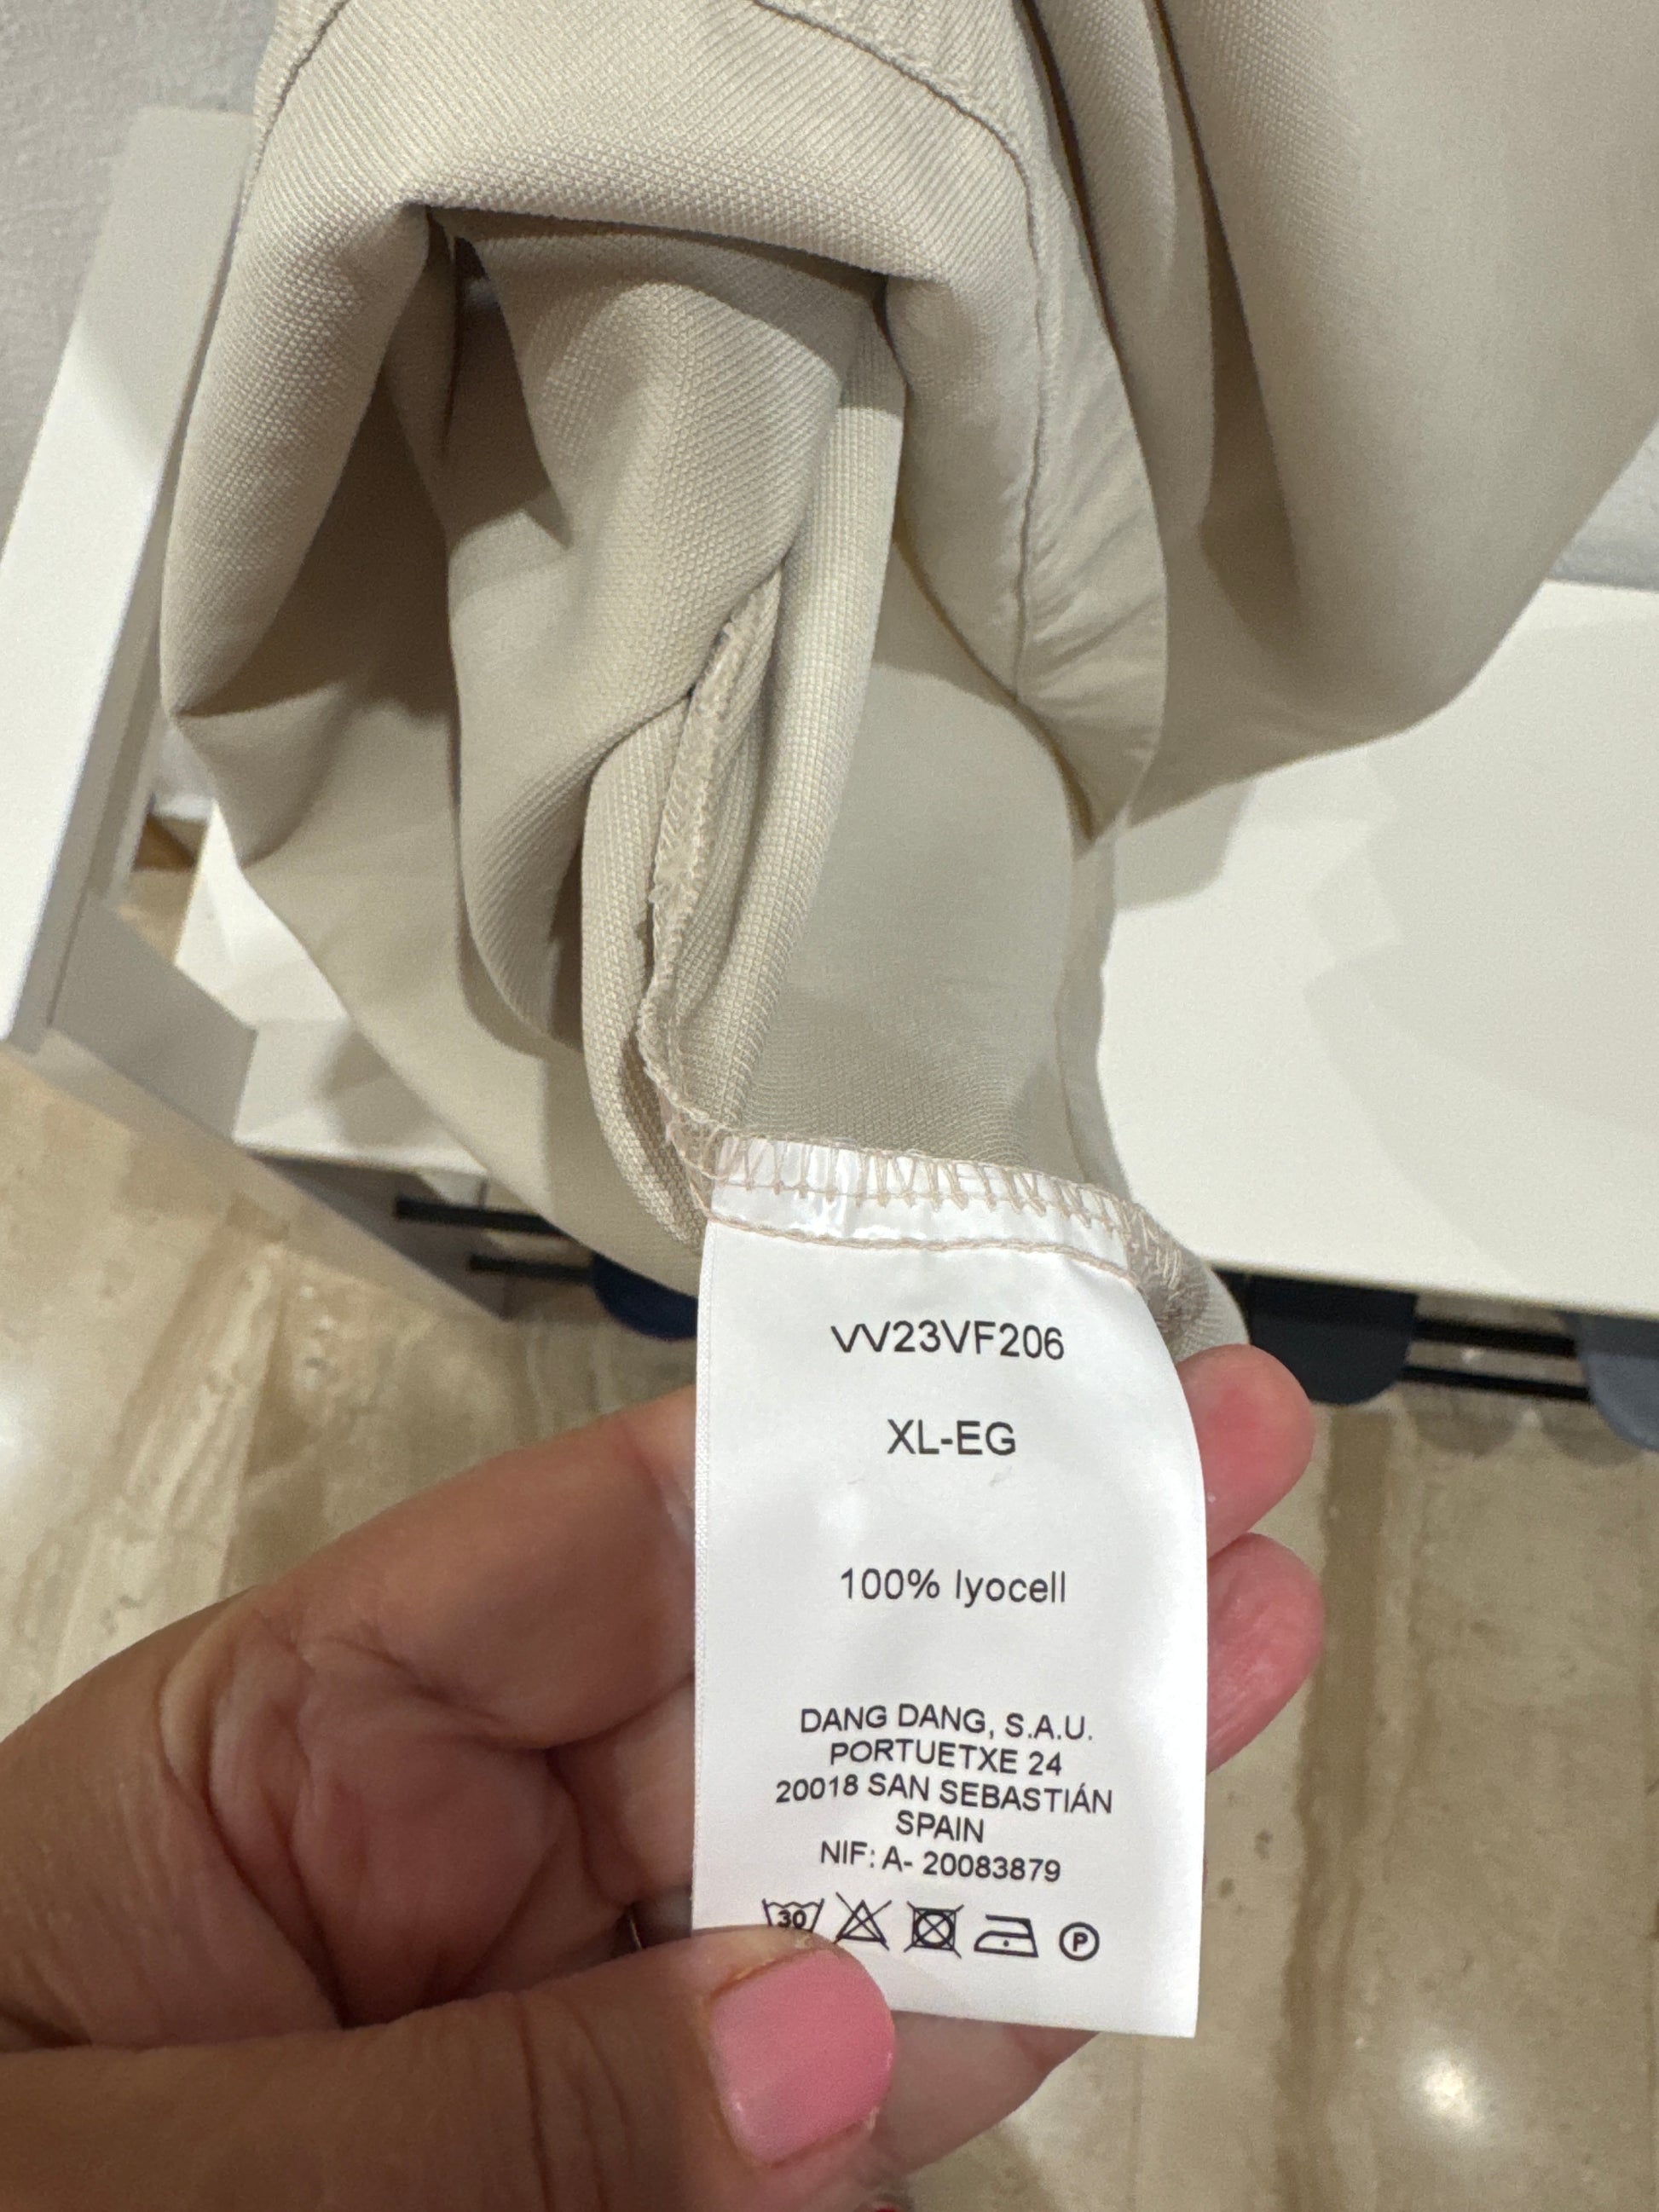 VV23VF206
XL-EG
100% lyocell
DANG DANG, S.A.U.
PORTUETXE 24
20018 SAN SEBASTIÁN
SPAIN
NIF: A- 20083879
30
P